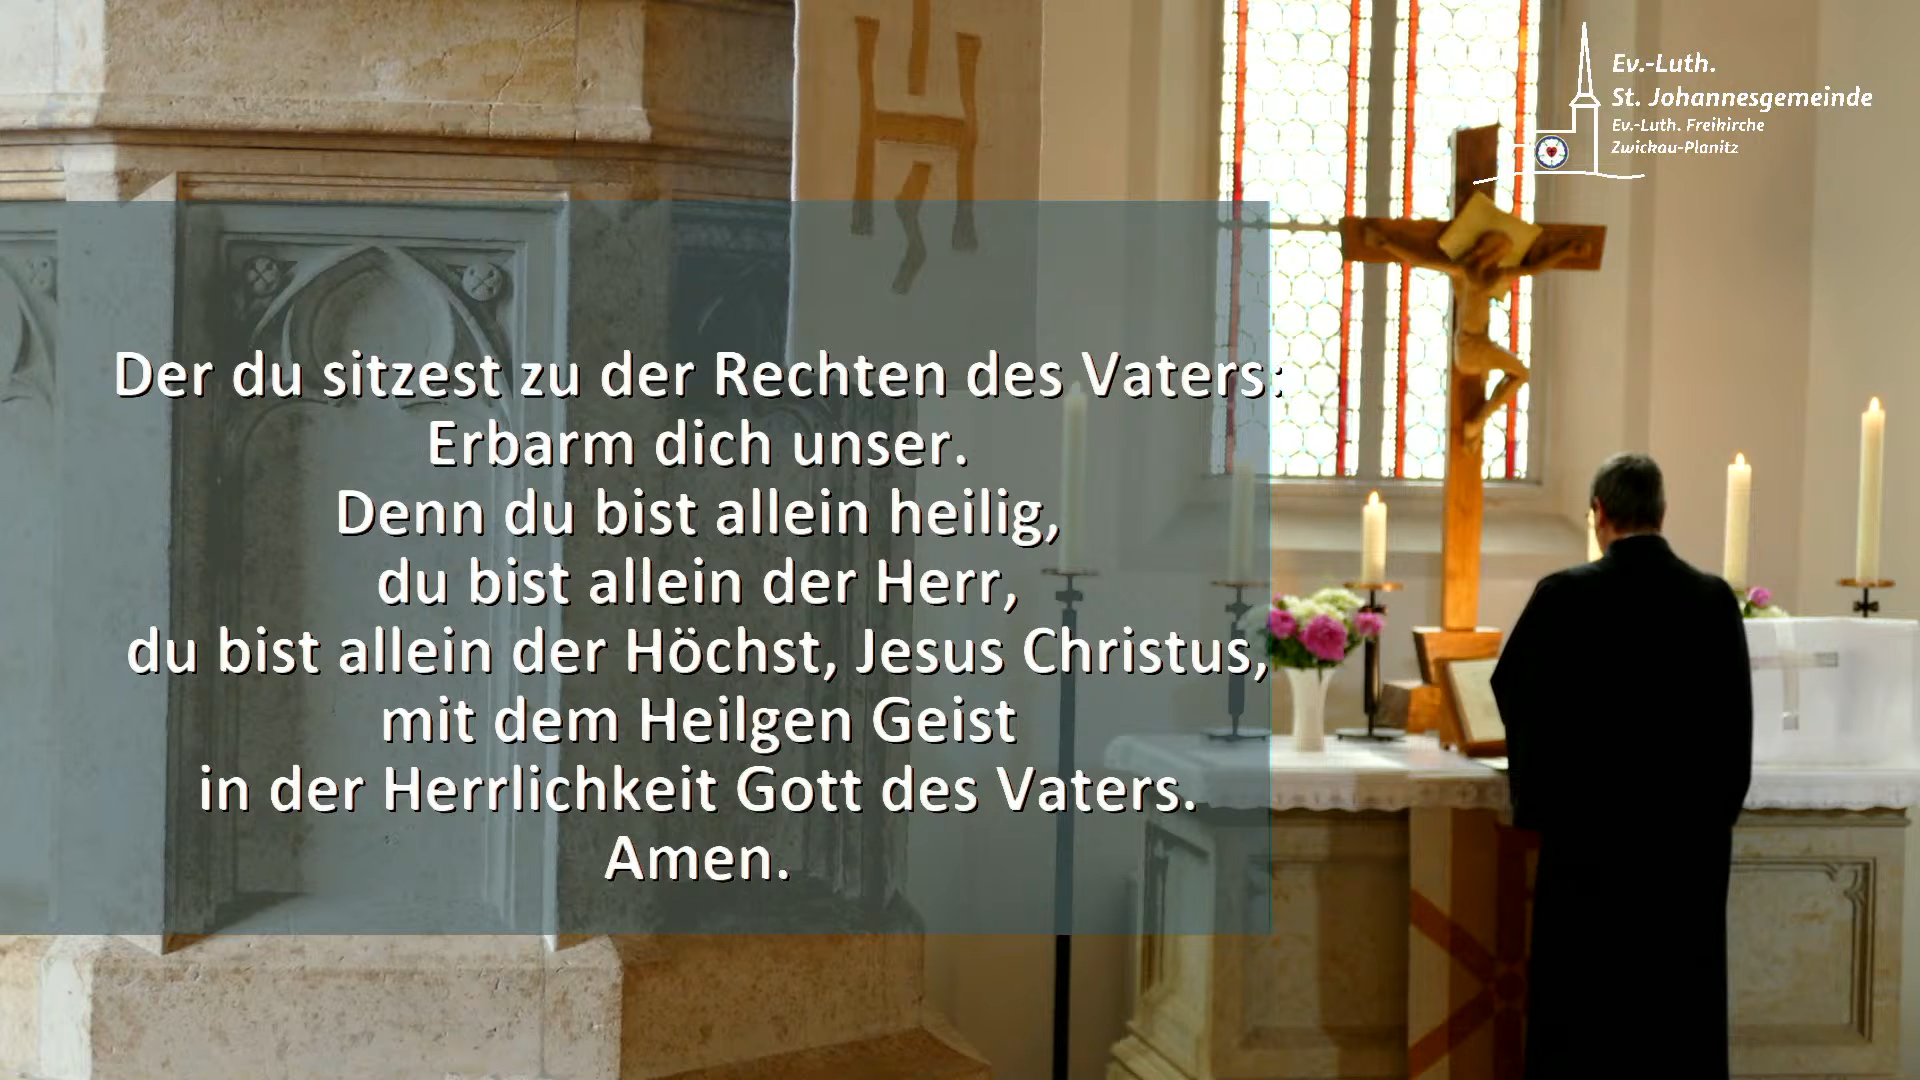 Ev.-Luth.
St. Johannesgemeinde
Ev.-Luth. Freikirche
Zwickau-Planitz
Der du sitzest zu der Rechten des Vaters:
Erbarm dich unser.
Denn du bist allein heilig,
du bist allein der Herr,
du bist allein der Höchst, Jesus Christus,
mit dem Heilgen Geist
in der Herrlichkeit Gott des Vaters.
Amen.